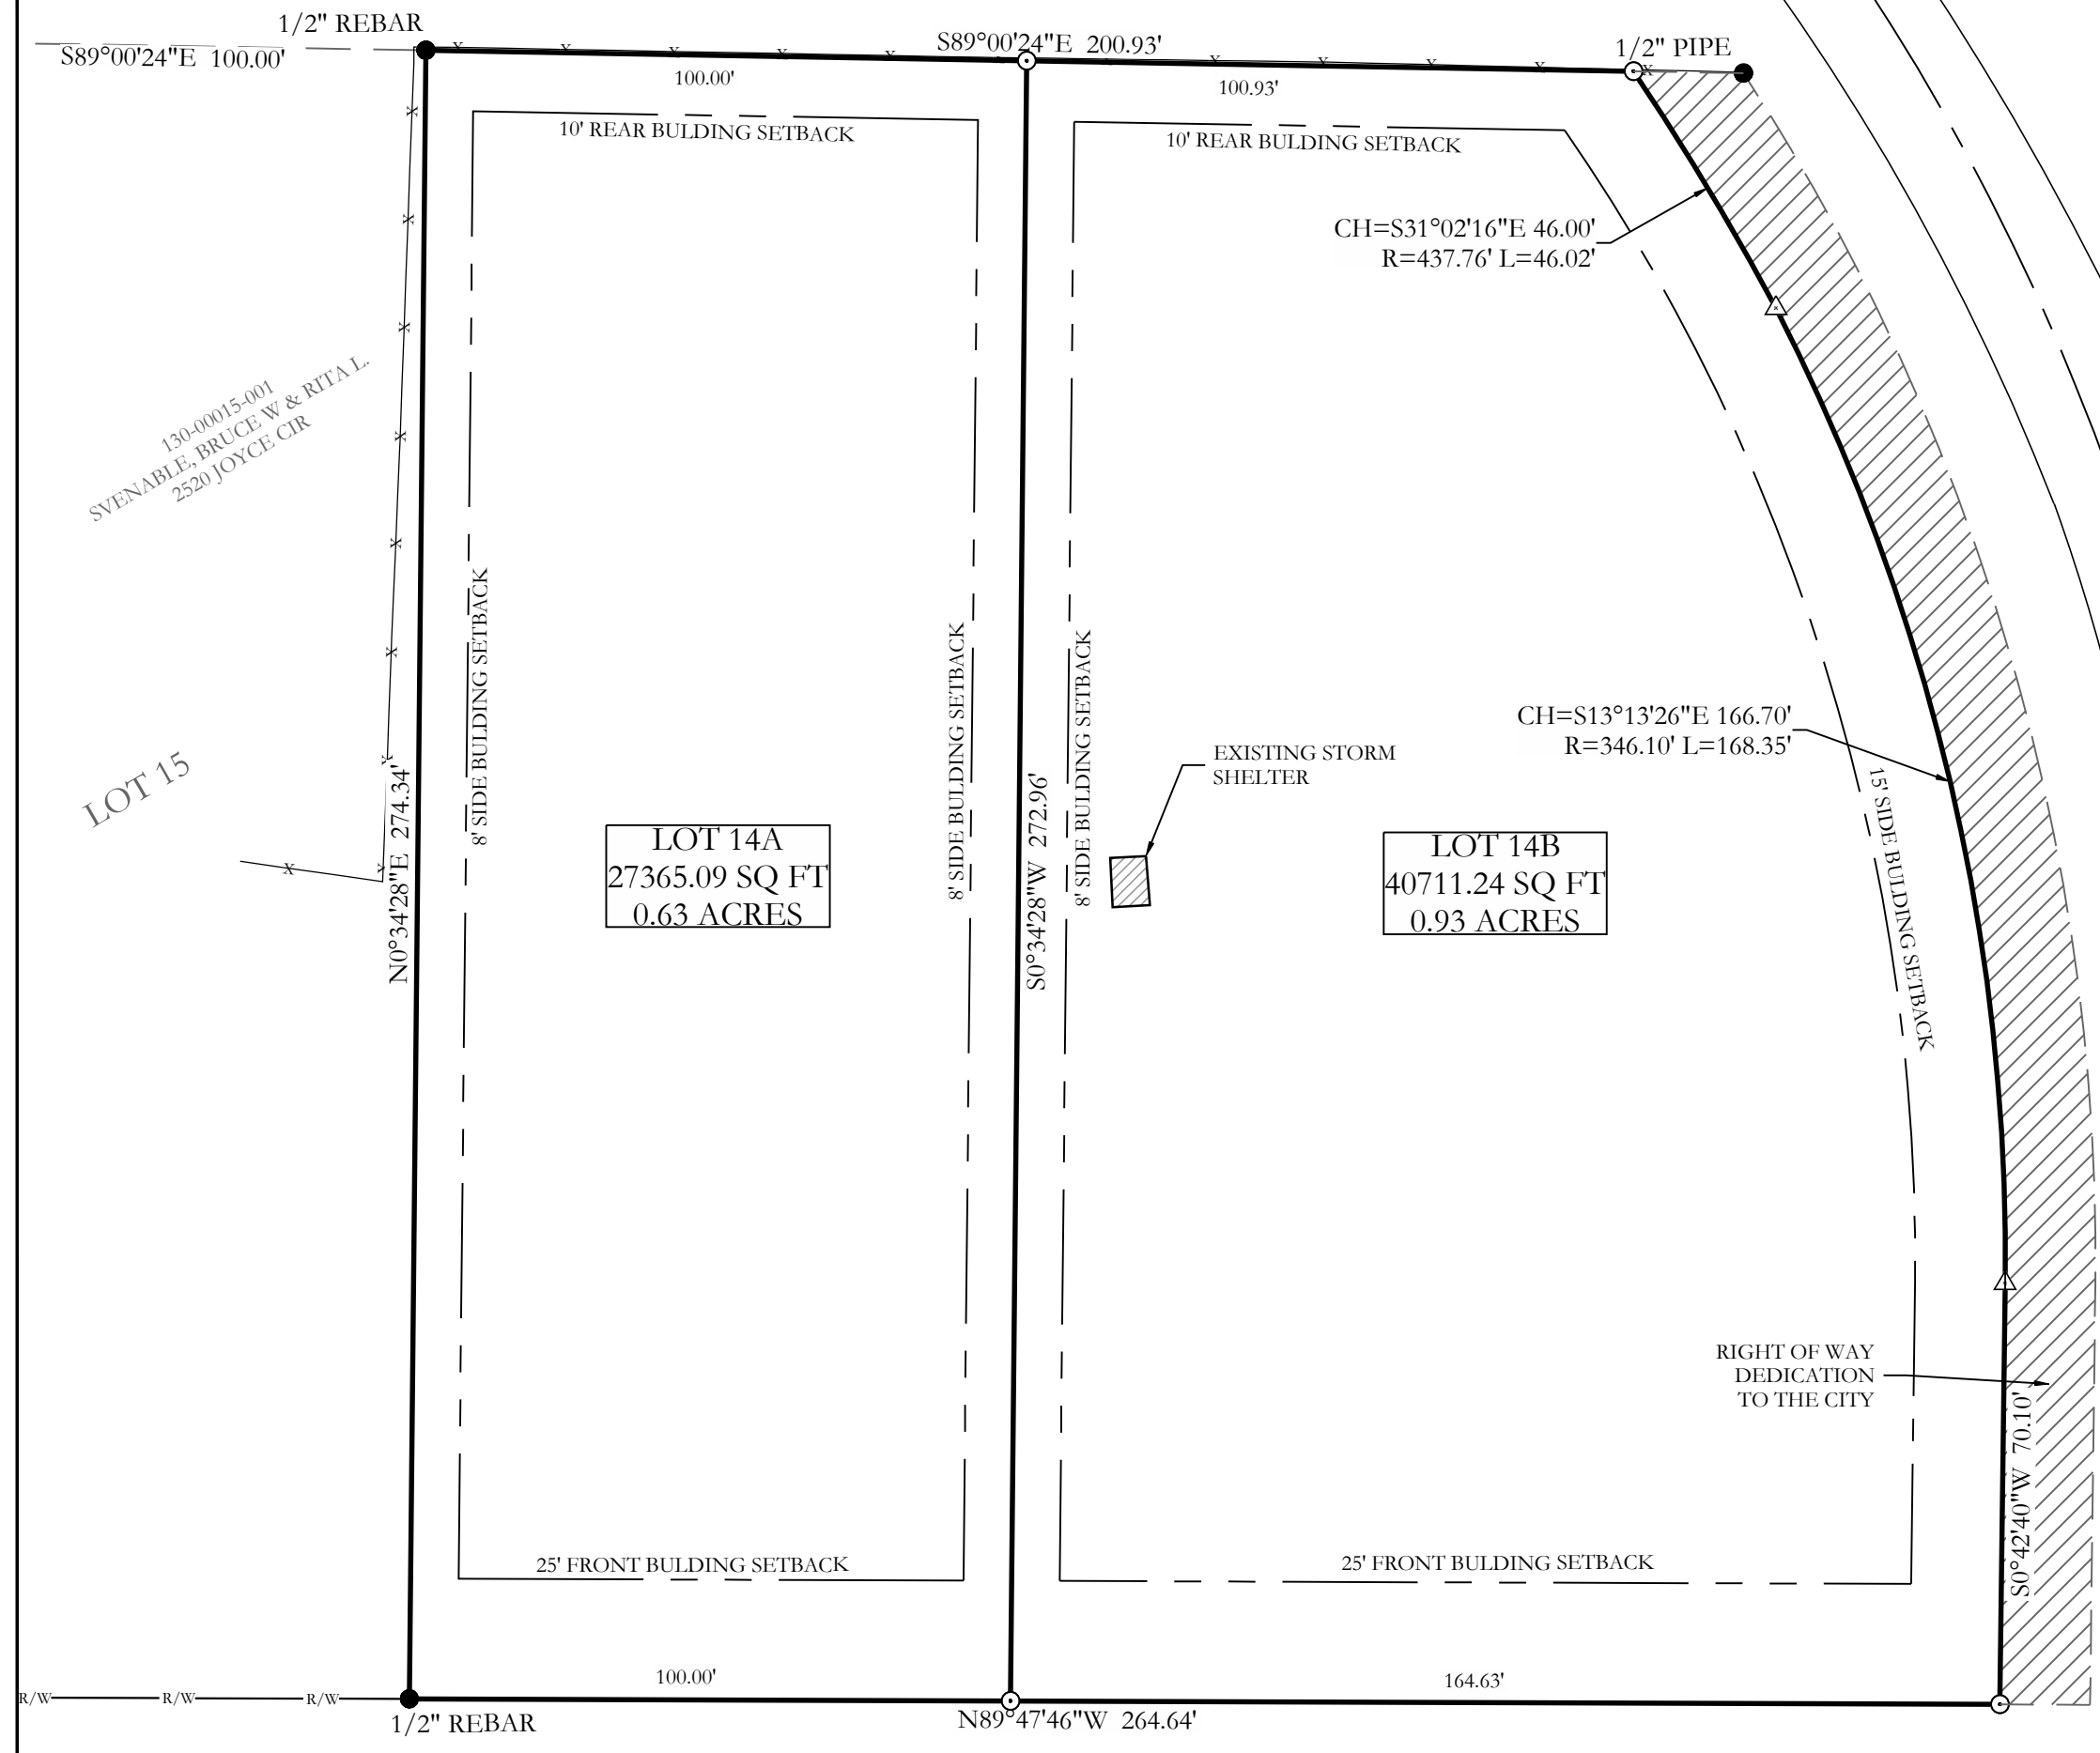 1/2" REBAR
S89°00'24"E 100.00'
S89°00'24"E 200.93'
1/2" PIPE
100.00'
100.93'
10' REAR BULDING SETBACK
10' REAR BULDING SETBACK
CH=S31°02'16"E 46.00'
R=437.76' L=46.02'
130-00015-001
SVENABLE, BRUCE W & RITA L.
2520 JOYCE CIR
LOT 15
N0°34'28"E 274.34'
8' SIDE BULDING SETBACK
8' SIDE BULDING SETBACK
S0°34'28"W 272.96'
8' SIDE BULDING SETBACK
CH=S13°13'26"E 166.70'
R=346.10' L=168.35'
EXISTING STORM
SHELTER
15' SIDE BULDING SETBACK
LOT 14A
27365.09 SQ FT
0.63 ACRES
LOT 14B
40711.24 SQ FT
0.93 ACRES
RIGHT OF WAY
DEDICATION
TO THE CITY
S0°42'40"W 70.10'
25' FRONT BULDING SETBACK
25' FRONT BULDING SETBACK
100.00'
164.63'
R/W R/W R/W
1/2" REBAR
N89°47'46"W 264.64'